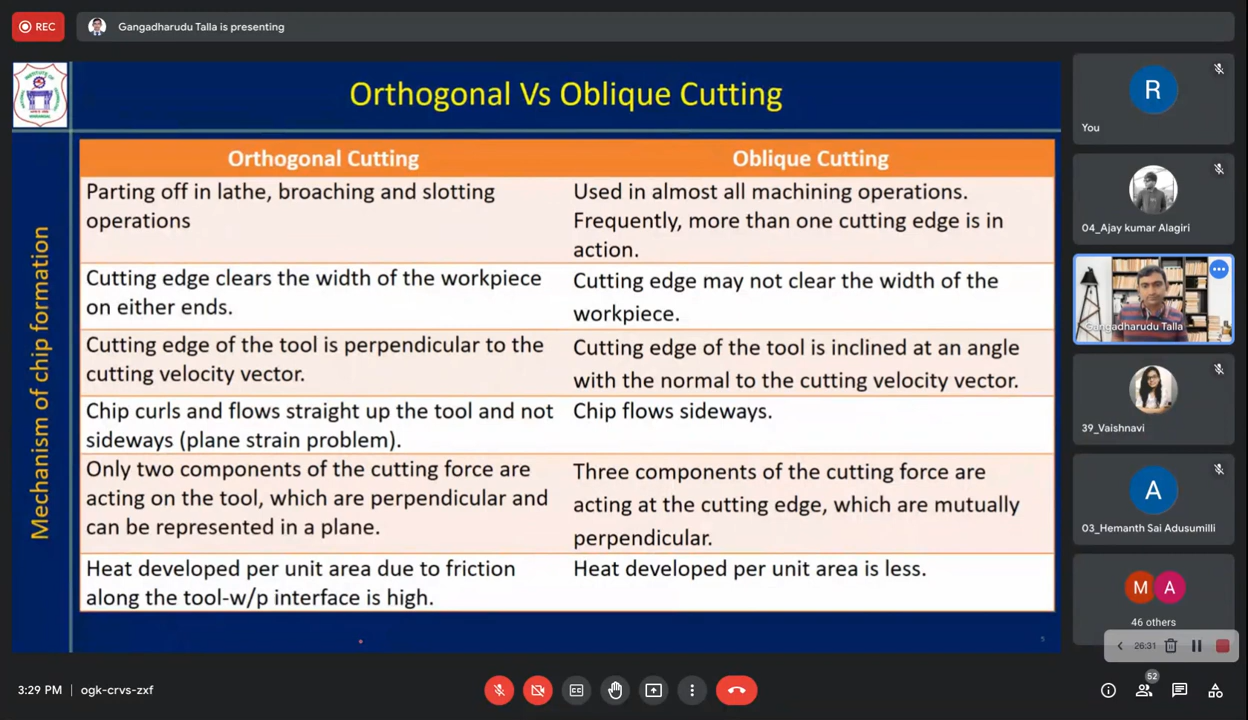 REC
Gangadharudu Talla is presenting
Orthogonal Vs Oblique Cutting
Mechanism of chip formation
Orthogonal Cutting
Oblique Cutting
Parting off in lathe, broaching and slotting
operations
Used in almost all machining operations.
Frequently, more than one cutting edge is in
action.
Cutting edge clears the width of the workpiece
on either ends.
Cutting edge may not clear the width of the
workpiece.
Cutting edge of the tool is perpendicular to the
cutting velocity vector.
Cutting edge of the tool is inclined at an angle
with the normal to the cutting velocity vector.
Chip curls and flows straight up the tool and not
sideways (plane strain problem).
Chip flows sideways.
Only two components of the cutting force are
acting on the tool, which are perpendicular and
can be represented in a plane.
Three components of the cutting force are
acting at the cutting edge, which are mutually
perpendicular.
Heat developed per unit area due to friction
along the tool-w/p interface is high.
Heat developed per unit area is less.
5
R
You
04_Ajay kumar Alagiri
Gangadharudu Talla
39_Vaishnavi
A
03_Hemanth Sai Adusumilli
M A
46 others
26:31
3:29 PM | ogk-crvs-zxf
52